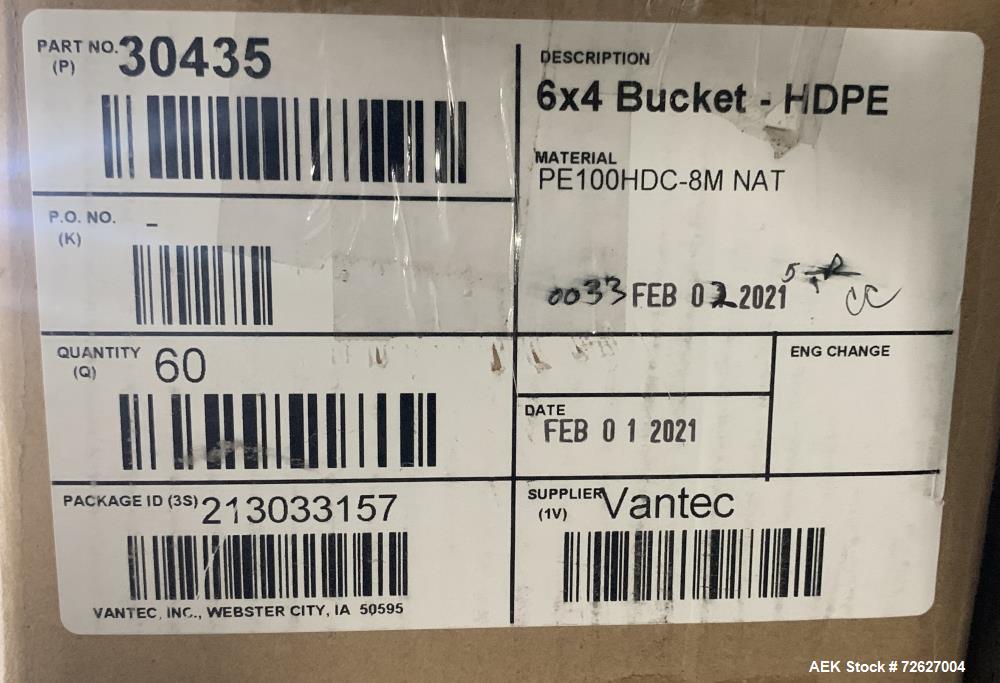 PART NO. 30435
(P)
P.O. NO. -
(K)
QUANTITY 60
(Q)
PACKAGE ID (3S) 213033157
VANTEC, INC., WEBSTER CITY, IA 50595
DESCRIPTION
6x4 Bucket - HDPE
MATERIAL
PE100HDC-8M NAT
0033 FEB 02 2021 CC
ENG CHANGE
DATE
FEB 01 2021
SUPPLIER Vantec
(1V)
AEK Stock # 72627004